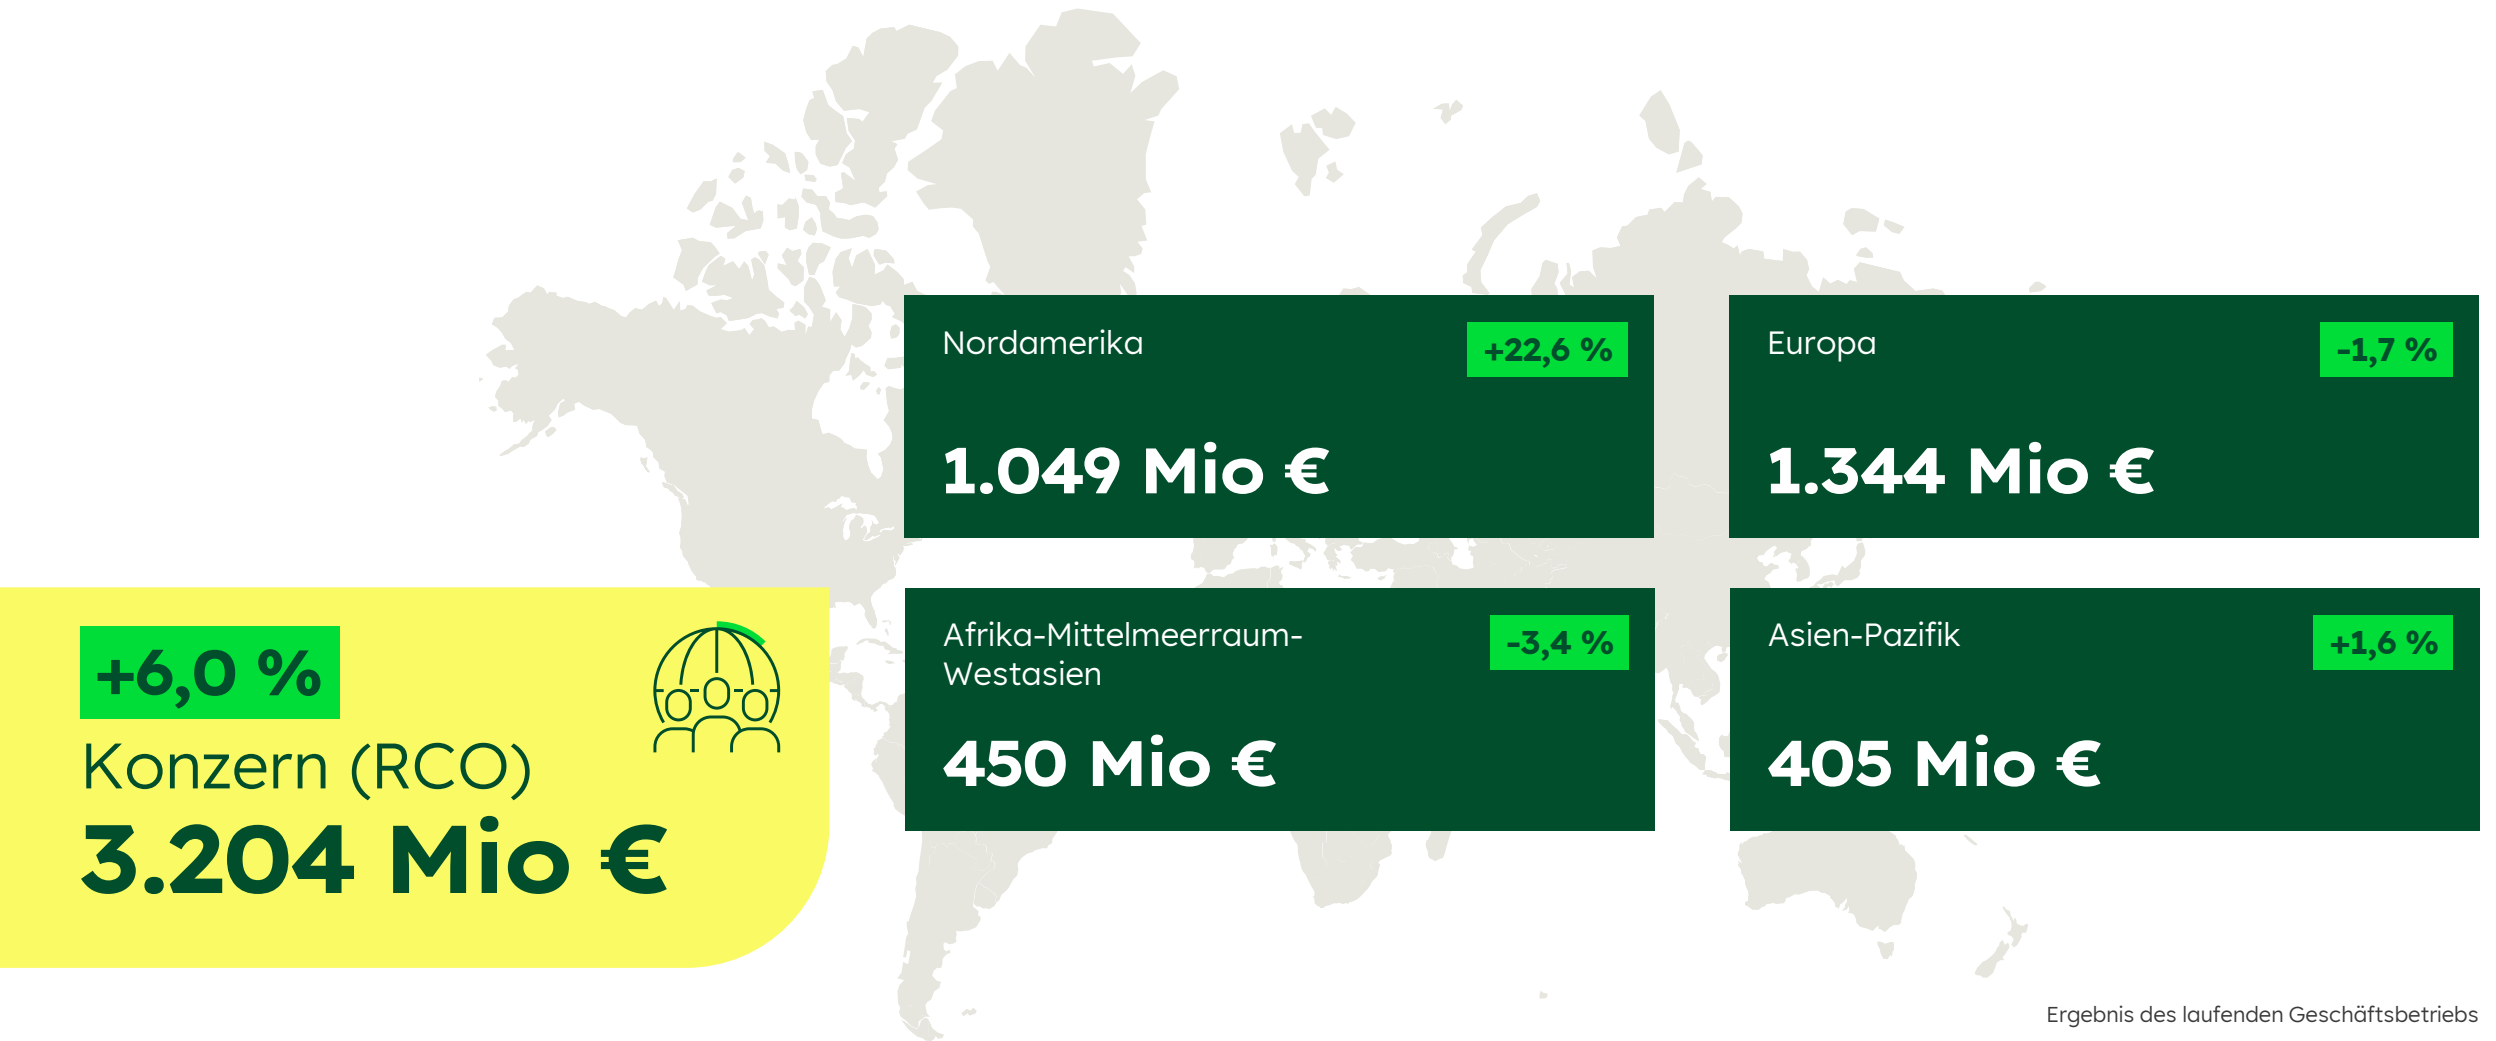 Nordamerika
+22,6 %
1.049 Mio €
Europa
-1,7 %
1.344 Mio €
+6,0 %
Konzern (RCO)
3.204 Mio €
Afrika-Mittelmeerraum-
Westasien
-3,4 %
450 Mio €
Asien-Pazifik
+1,6 %
405 Mio €
Ergebnis des laufenden Geschäftsbetriebs